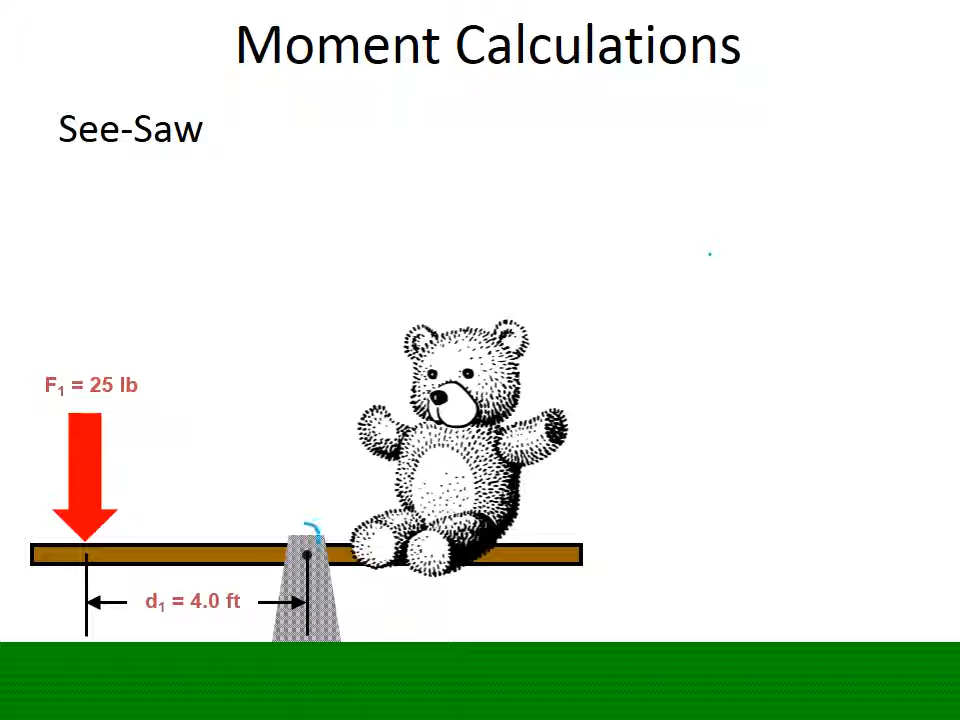 Moment Calculations
See-Saw
F₁ = 25 lb
d₁ = 4.0 ft